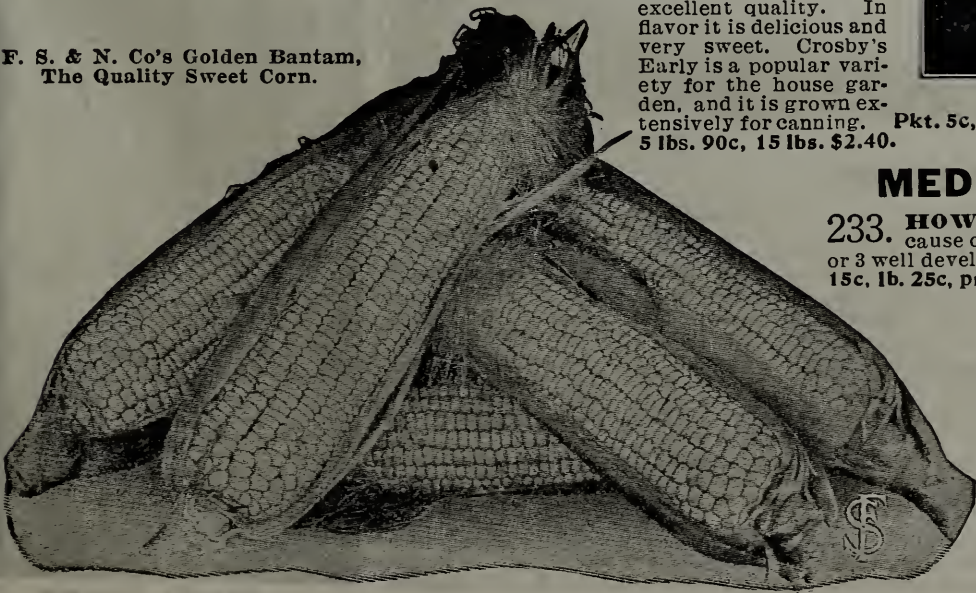 F. S. & N. Co's Golden Bantam,
The Quality Sweet Corn.
excellent quality. In
flavor it is delicious and
very sweet. Crosby's
Early is a popular vari-
ety for the house gar-
den, and it is grown ex-
tensively for canning. Pkt. 5c,
5 lbs. 90c, 15 lbs. $2.40.
MED
233. HOW
cause
or 3 well devel
15c, lb. 25c,